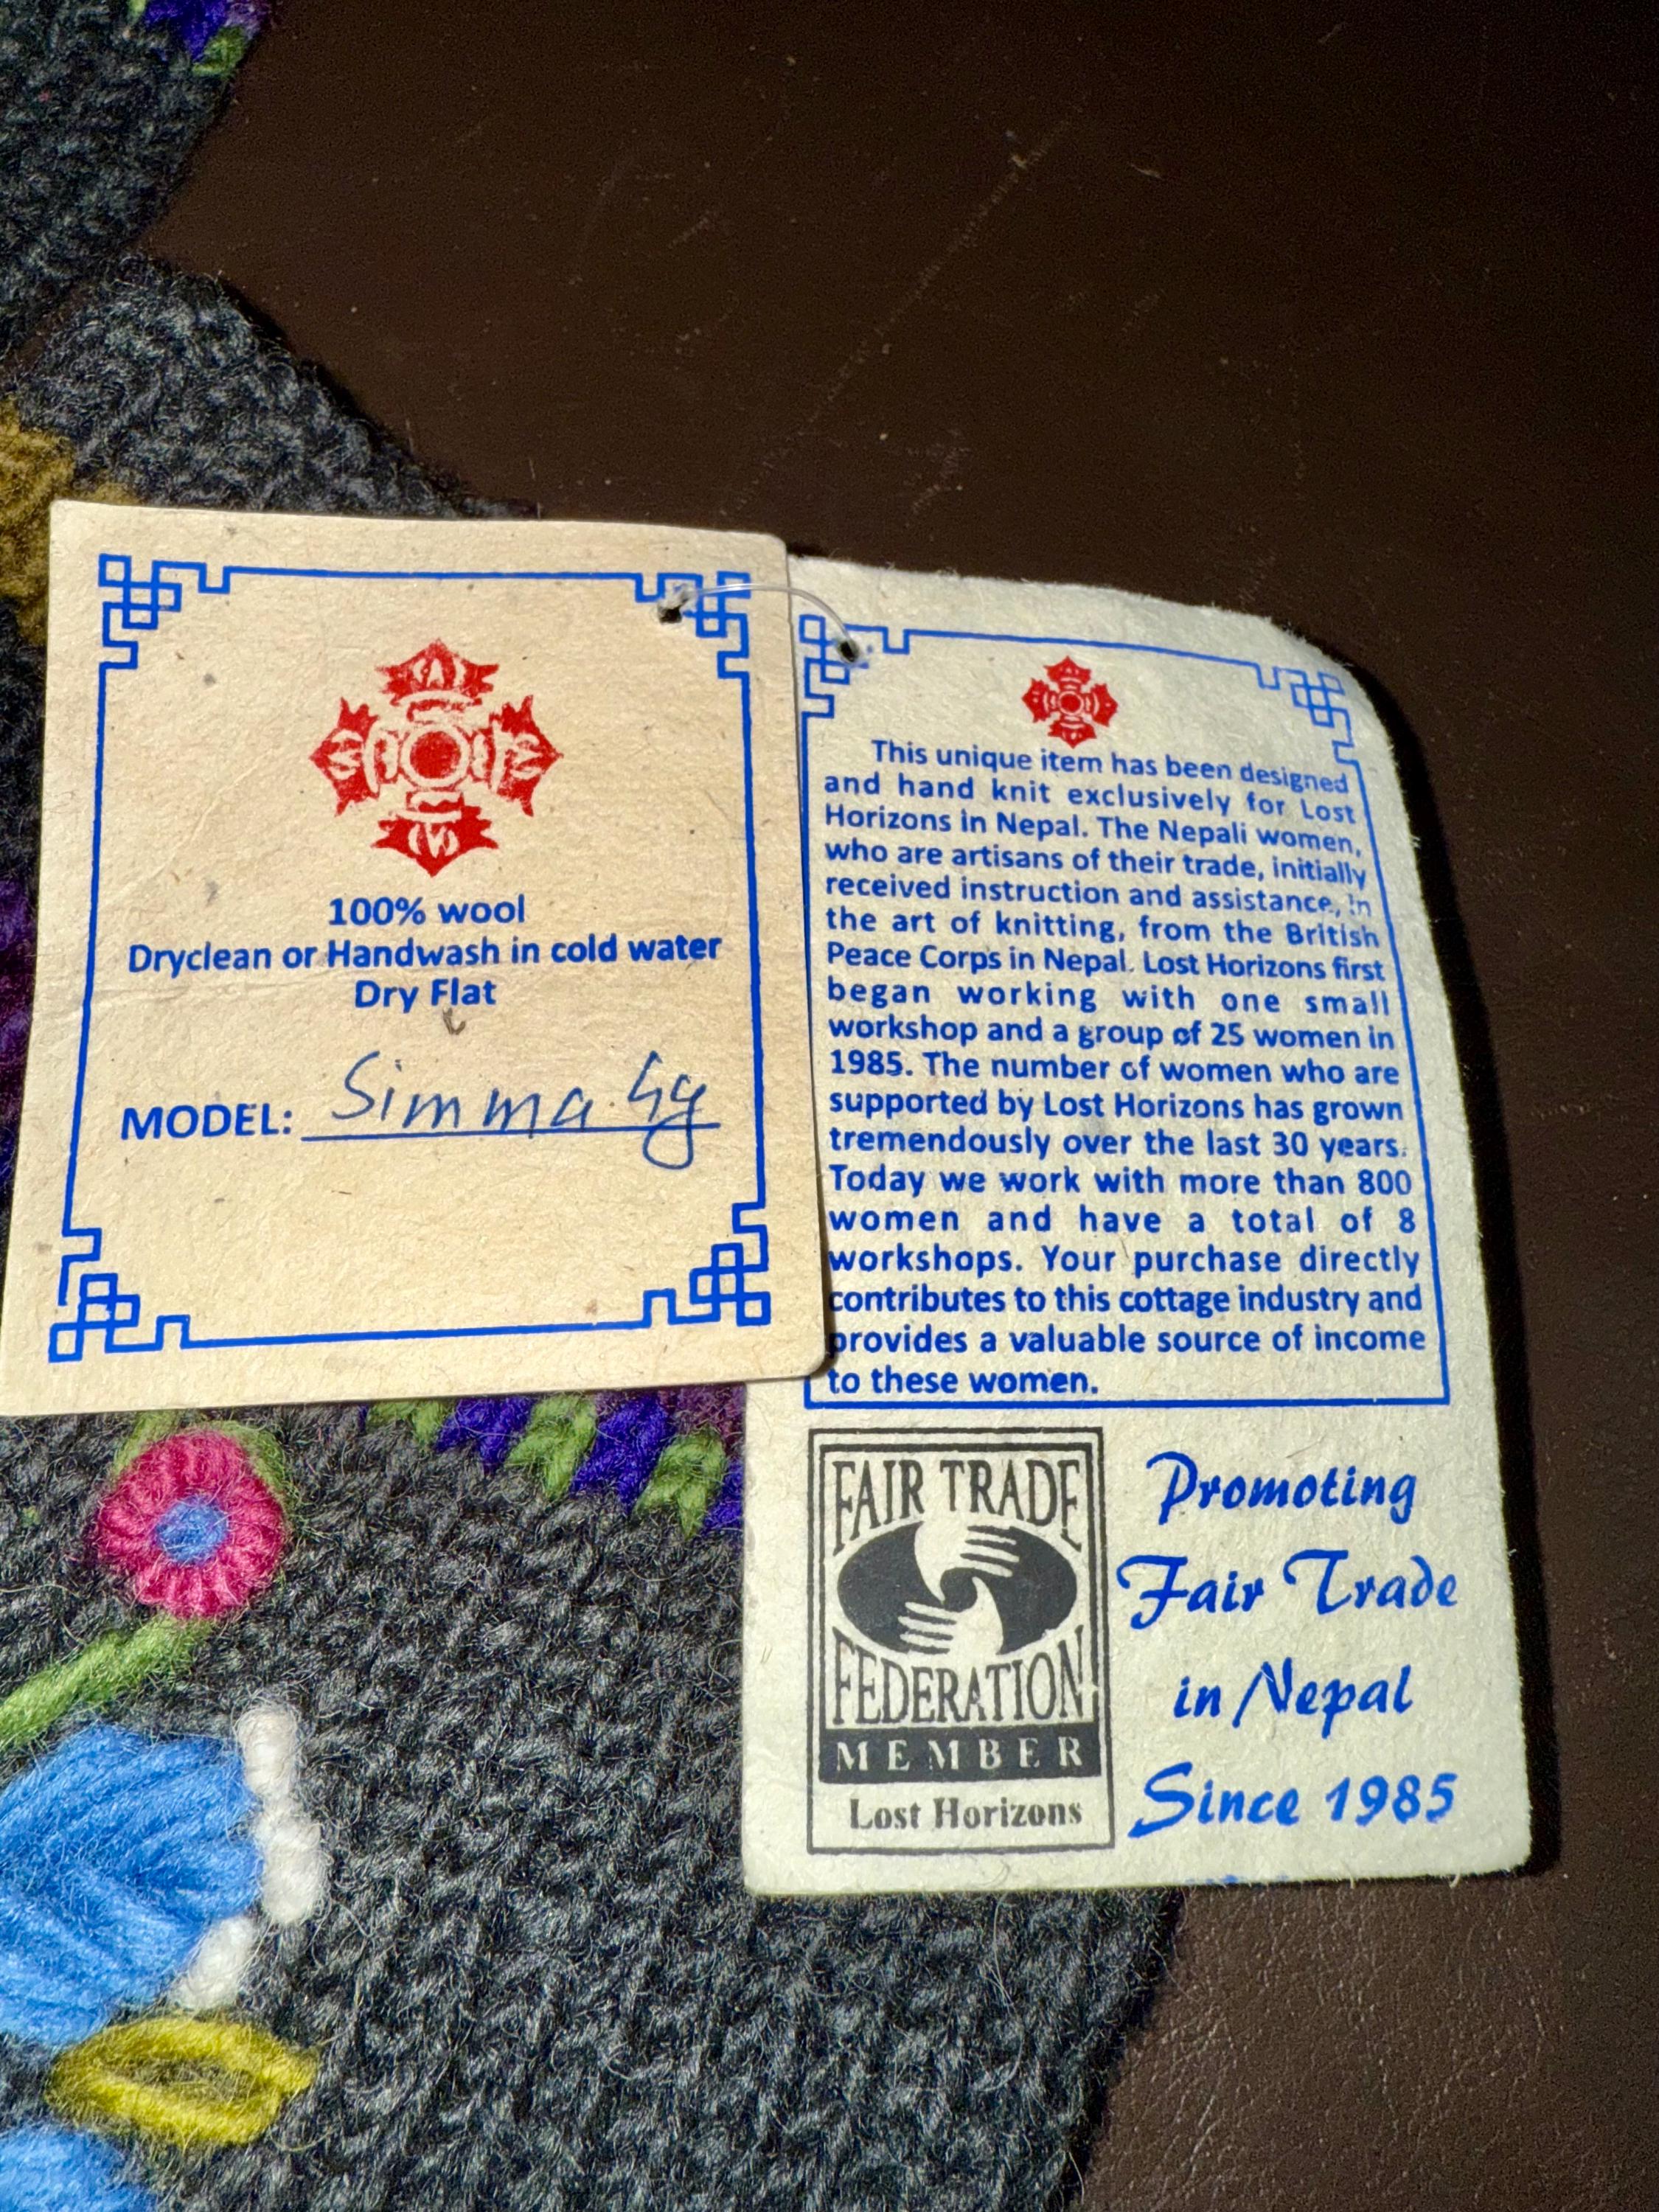 100% wool
Dryclean or Handwash in cold water
Dry Flat
MODEL: Simma
This unique item has been designed
and hand knit exclusively for Lost
Horizons in Nepal. The Nepali women,
who are artisans of their trade, initially
received instruction and assistance, in
the art of knitting, from the British
Peace Corps in Nepal. Lost Horizons first
began working with one small
workshop and a group of 25 women in
1985. The number of women who are
supported by Lost Horizons has grown
tremendously over the last 30 years.
Today we work with more than 800
women and have a total of 8
workshops. Your purchase directly
contributes to this cottage industry and
provides a valuable source of income
to these women.
FAIR TRADE
FEDERATION
MEMBER
Lost Horizons
Promoting
Fair Trade
in Nepal
Since 1985